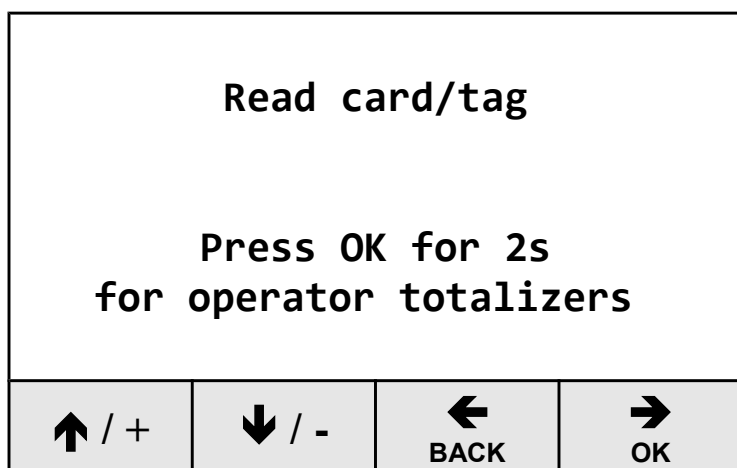 Read card/tag
Press OK for 2s
for operator totalizers
↑ / + ↓ / - ← →
BACK OK